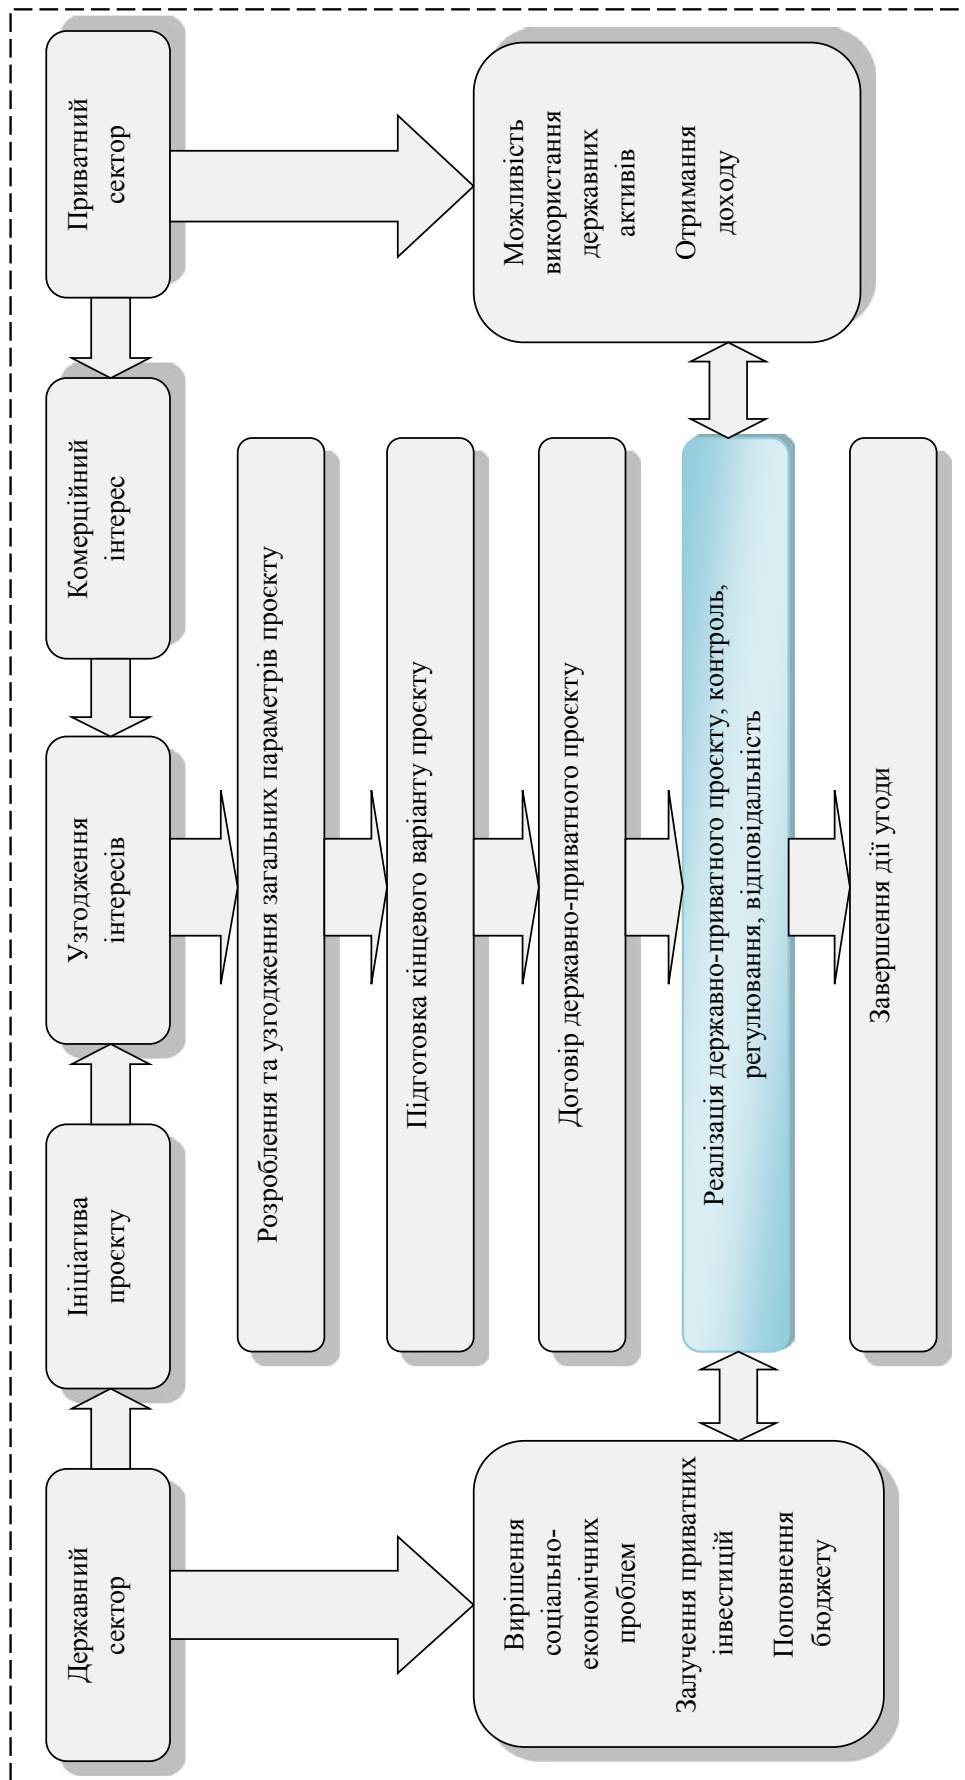 Державний
сектор
Ініціатива
проєкту
Узгодження
інтересів
Комерційний
інтерес
Приватний
сектор
Розроблення та узгодження загальних параметрів проєкту
Підготовка кінцевого варіанту проєкту
Договір державно-приватного проєкту
Вирішення
соціально-
економічних
проблем
Залучення приватних
інвестицій
Поповнення
бюджету
Реалізація державно-приватного проєкту, контроль,
регулювання, відповідальність
Можливість
використання
державних
активів
Отримання
доходу
Завершення дії угоди